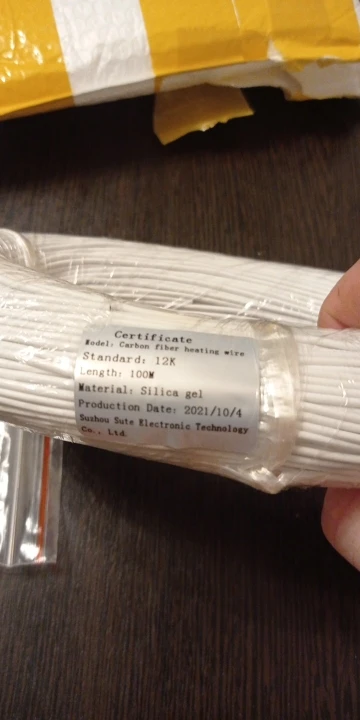 Certificate
Model: Carbon fiber heating wire
Standard: 12K
Length: 100M
Material: Silica gel
Production Date: 2021/10/4
Suzhou Sute Electronic Technology
Co., Ltd.